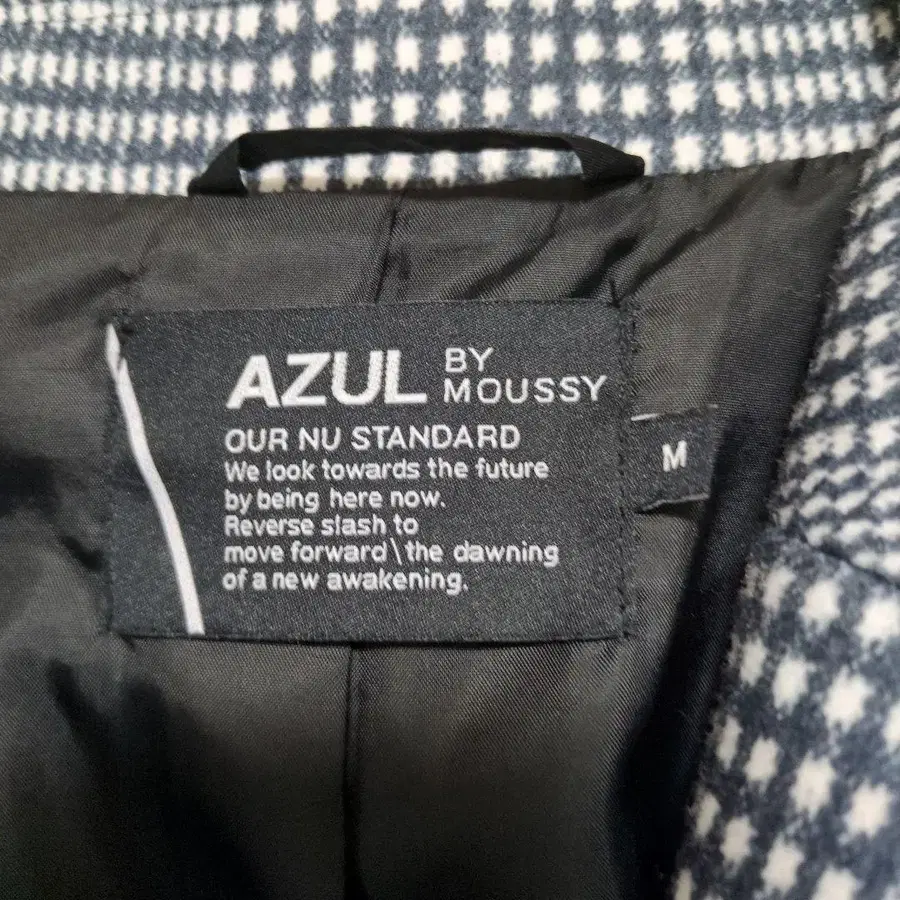 AZUL BY MOUSSY
OUR NU STANDARD
We look towards the future
by being here now.
Reverse slash to
move forward\the dawning
of a new awakening.
M